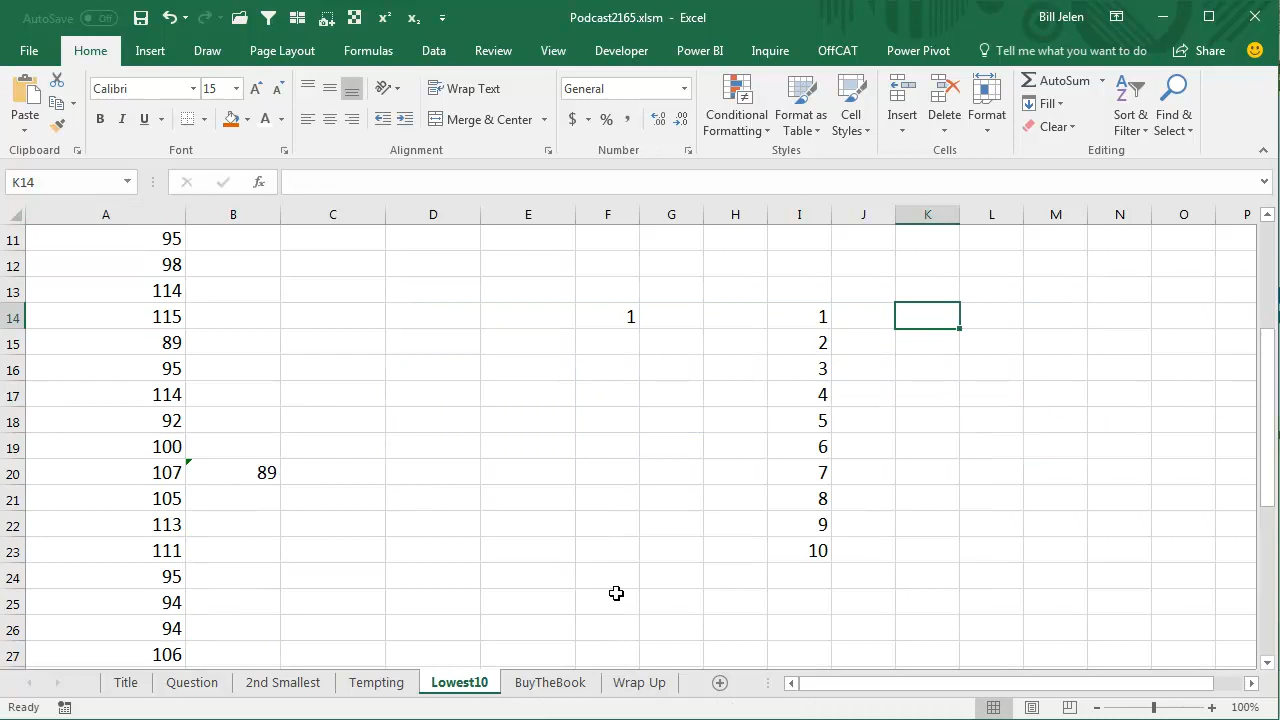 AutoSave Off Podcast2165.xlsm - Excel Bill Jelen
File Home Insert Draw Page Layout Formulas Data Review View Developer Power BI Inquire OffCAT Power Pivot Tell me what you want to do Share
Paste Calibri 15 Wrap Text General Conditional Formatting Format as Table Cell Styles Insert Delete Format AutoSum Fill Clear Sort & Filter Find & Select
B I U Merge & Center $ % ,
Clipboard Font Alignment Number Styles Cells Editing
K14 fx
A B C D E F G H I J K L M N O P
11 95
12 98
13 114
14 115 1 1
15 89 2
16 95 3
17 114 4
18 92 5
19 100 6
20 107 89 7
21 105 8
22 113 9
23 111 10
24 95
25 94
26 94
27 106
Title Question 2nd Smallest Tempting Lowest10 BuyTheBook Wrap Up
Ready 100%